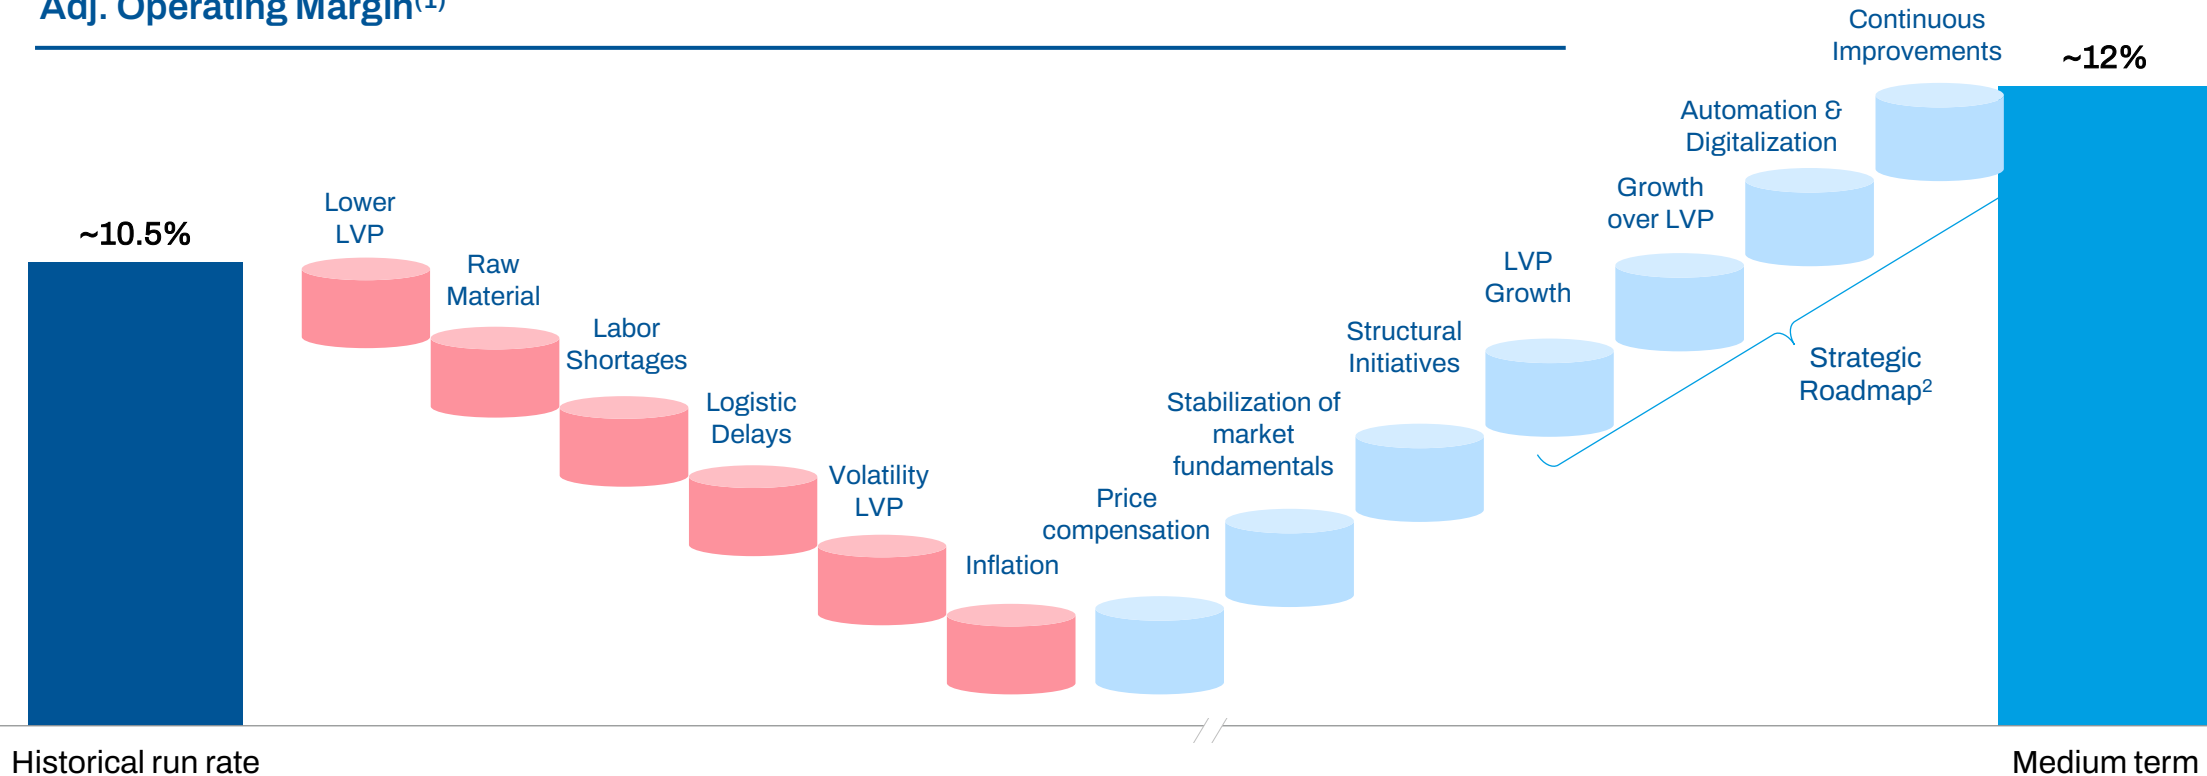 Adj. Operating Margin(1)
Continuous
Improvements
~12%
Automation &
Digitalization
Growth
over LVP
Lower
LVP
~10.5%
Raw
Material
LVP
Growth
Labor
Shortages
Structural
Initiatives
Strategic
Roadmap2
Logistic
Delays
Stabilization of
market
fundamentals
Volatility
LVP
Price
compensation
Inflation
Historical run rate
Medium term